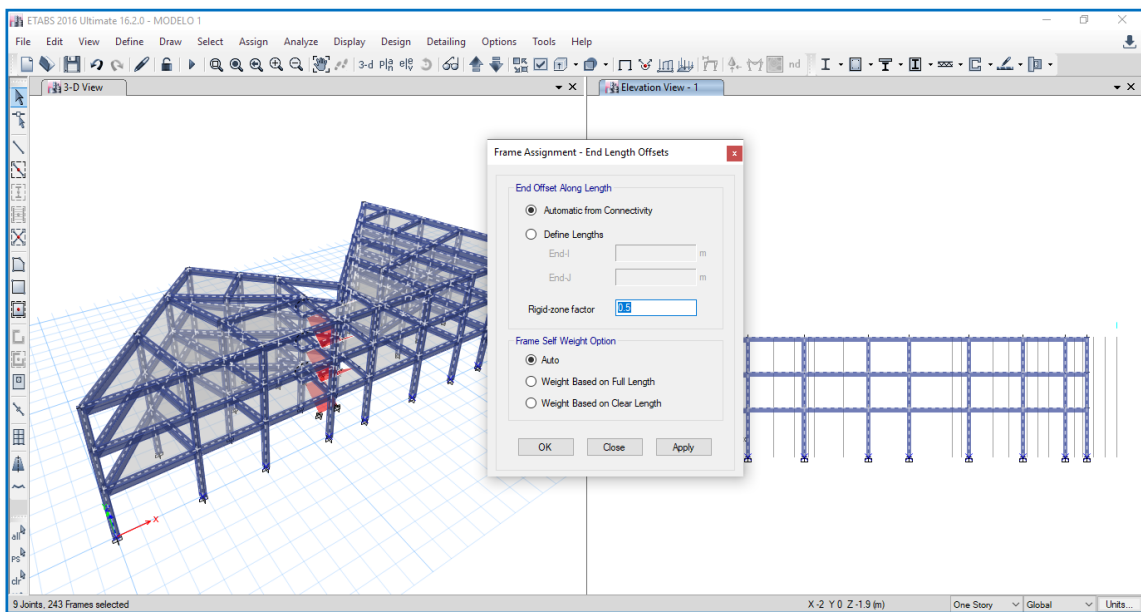 ETABS 2016 Ultimate 16.2.0 - MODELO 1
File Edit View Define Draw Select Assign Analyze Display Design Detailing Options Tools Help
3-d nd
3-D View
Elevation View - 1
Frame Assignment - End Length Offsets
End Offset Along Length
Automatic from Connectivity
Define Lengths
End-I m
End-J m
Rigid-zone factor 0.5
Frame Self Weight Option
Auto
Weight Based on Full Length
Weight Based on Clear Length
OK Close Apply
X
all
PS
clr
9 Joints, 243 Frames selected X -2 Y 0 Z -1.9 (m) One Story Global Units...